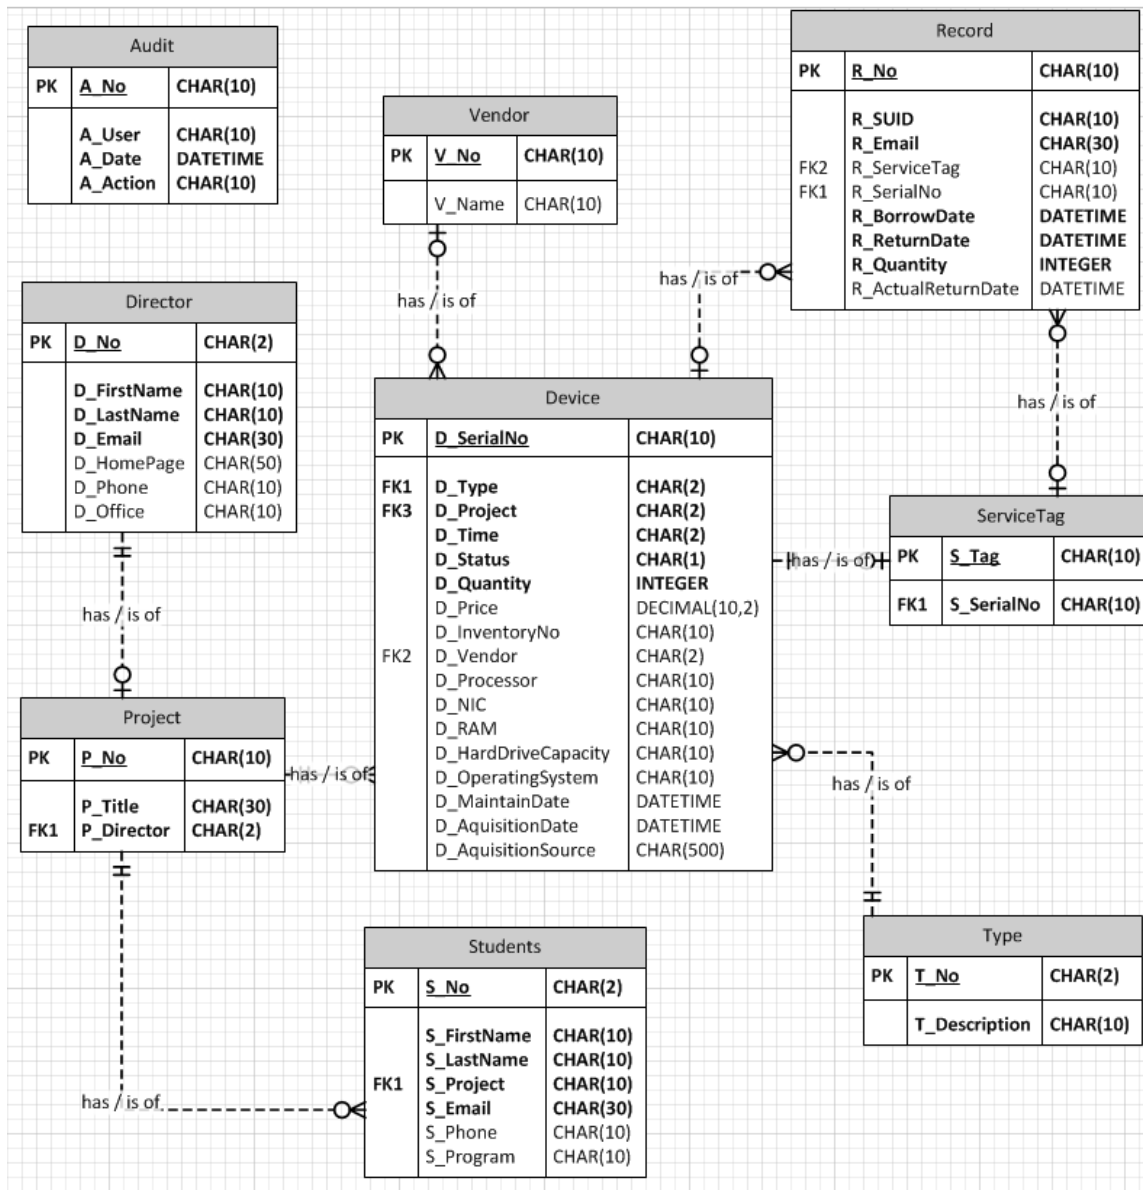 Audit
PK A_No CHAR(10)
A_User CHAR(10)
A_Date DATETIME
A_Action CHAR(10)
Vendor
PK V_No CHAR(10)
V_Name CHAR(10)
Record
PK R_No CHAR(10)
R_SUID CHAR(10)
R_Email CHAR(30)
FK2 R_ServiceTag CHAR(10)
FK1 R_SerialNo CHAR(10)
R_BorrowDate DATETIME
R_ReturnDate DATETIME
R_Quantity INTEGER
R_ActualReturnDate DATETIME
has / is of
has / is of
Director
PK D_No CHAR(2)
D_FirstName CHAR(10)
D_LastName CHAR(10)
D_Email CHAR(30)
D_HomePage CHAR(50)
D_Phone CHAR(10)
D_Office CHAR(10)
has / is of
Device
PK D_SerialNo CHAR(10)
FK1 D_Type CHAR(2)
FK3 D_Project CHAR(2)
D_Time CHAR(2)
D_Status CHAR(1)
D_Quantity INTEGER
D_Price DECIMAL(10,2)
D_InventoryNo CHAR(10)
FK2 D_Vendor CHAR(2)
D_Processor CHAR(10)
D_NIC CHAR(10)
D_RAM CHAR(10)
D_HardDriveCapacity CHAR(10)
D_OperatingSystem CHAR(10)
D_MaintainDate DATETIME
D_AquisitionDate DATETIME
D_AquisitionSource CHAR(500)
has / is of
ServiceTag
PK S_Tag CHAR(10)
FK1 S_SerialNo CHAR(10)
has / is of
Project
PK P_No CHAR(10)
P_Title CHAR(30)
FK1 P_Director CHAR(2)
has / is of
has / is of
Type
PK T_No CHAR(2)
T_Description CHAR(10)
Students
PK S_No CHAR(2)
S_FirstName CHAR(10)
S_LastName CHAR(10)
FK1 S_Project CHAR(10)
S_Email CHAR(30)
S_Phone CHAR(10)
S_Program CHAR(10)
has / is of